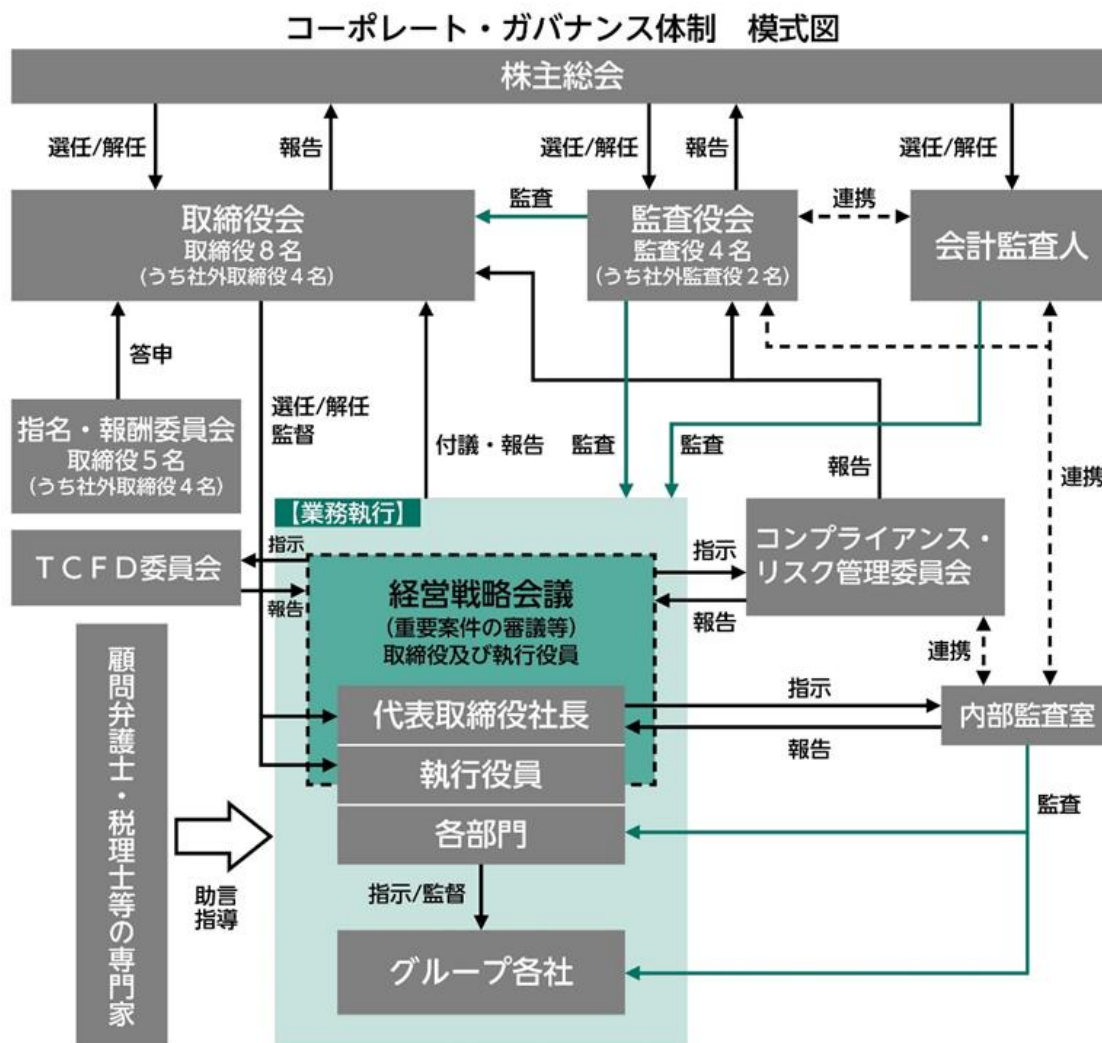 コーポレート・ガバナンス体制 模式図
株主総会
選任/解任
報告
選任/解任
報告
選任/解任
取締役会
取締役8名
(うち社外取締役4名)
監査
監査役会
監査役4名
(うち社外監査役2名)
連携
会計監査人
答申
指名・報酬委員会
取締役5名
(うち社外取締役4名)
選任/解任
監督
付議・報告
監査
監査
報告
連携
【業務執行】
TCFD委員会
指示
報告
経営戦略会議
(重要案件の審議等)
取締役及び執行役員
指示
報告
コンプライアンス・
リスク管理委員会
連携
代表取締役社長
執行役員
各部門
指示
報告
内部監査室
監査
顧問弁護士・税理士等の専門家
助言
指導
指示/監督
グループ各社